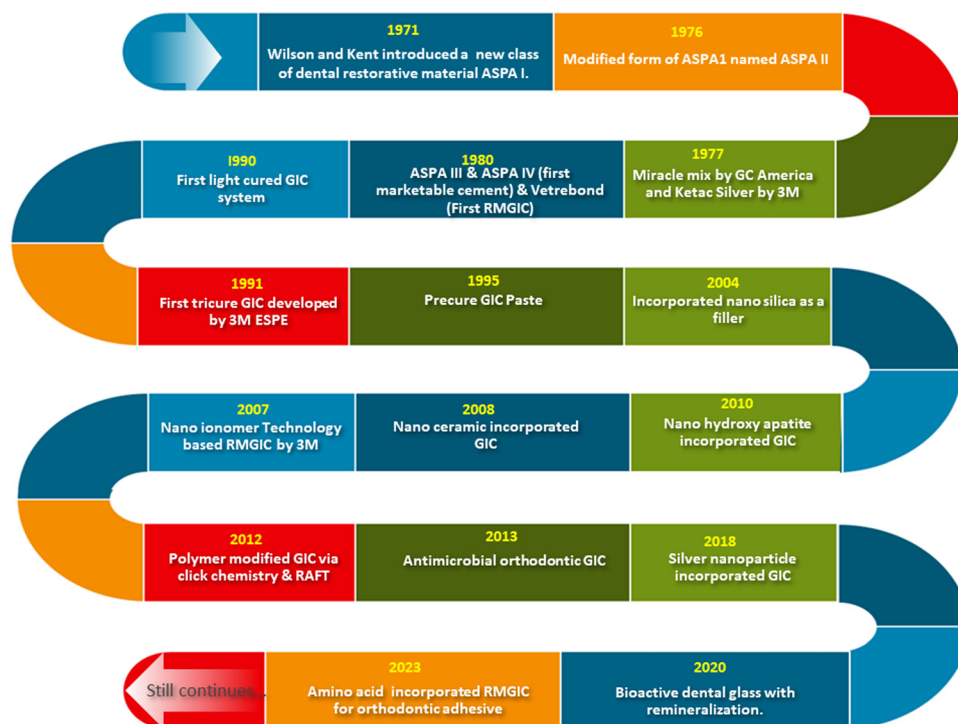 1971
Wilson and Kent introduced a new class
of dental restorative material ASPA I.
1976
Modified form of ASPA1 named ASPA II
1977
Miracle mix by GC America
and Ketac Silver by 3M
1980
ASPA III & ASPA IV (first
marketable cement) & Vetrebond
(First RMGIC)
I990
First light cured GIC
system
1991
First tricure GIC developed
by 3M ESPE
1995
Precure GIC Paste
2004
Incorporated nano silica as a
filler
2007
Nano ionomer Technology
based RMGIC by 3M
2008
Nano ceramic incorporated
GIC
2010
Nano hydroxy apatite
incorporated GIC
2012
Polymer modified GIC via
click chemistry & RAFT
2013
Antimicrobial orthodontic GIC
2018
Silver nanoparticle
incorporated GIC
2020
Bioactive dental glass with
remineralization.
2023
Amino acid incorporated RMGIC
for orthodontic adhesive
Still continues...